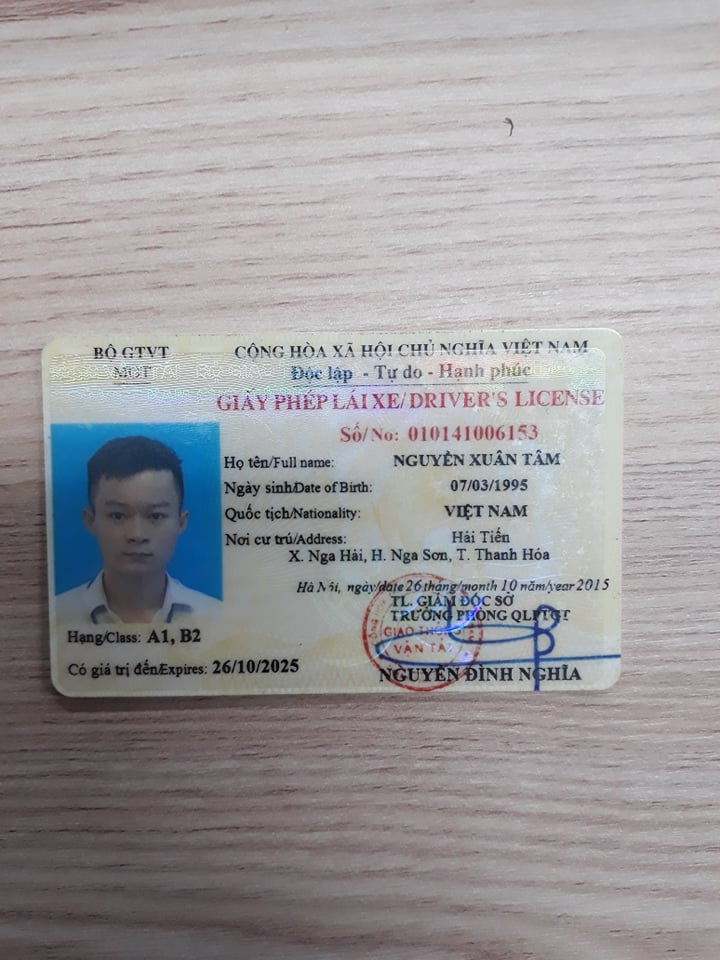 BỘ GTVT
MOT
CỘNG HÒA XÃ HỘI CHỦ NGHĨA VIỆT NAM
Độc lập - Tự do - Hạnh phúc
GIẤY PHÉP LÁI XE/DRIVER'S LICENSE
Số/No: 010141006153
Họ tên/Full name: NGUYỄN XUÂN TÂM
Ngày sinh/Date of Birth: 07/03/1995
Quốc tịch/Nationality: VIỆT NAM
Nơi cư trú/Address: Hải Tiến
X. Nga Hải, H. Nga Sơn, T. Thanh Hóa
Hà Nội, ngày/date 26 tháng/month 10 năm/year 2015
TL. GIÁM ĐỐC SỞ
TRƯỞNG PHÒNG QLPTGT
GIAO THÔNG
VẬN TẢI
NGUYỄN ĐÌNH NGHĨA
Hạng/Class: A1, B2
Có giá trị đến/Expires: 26/10/2025